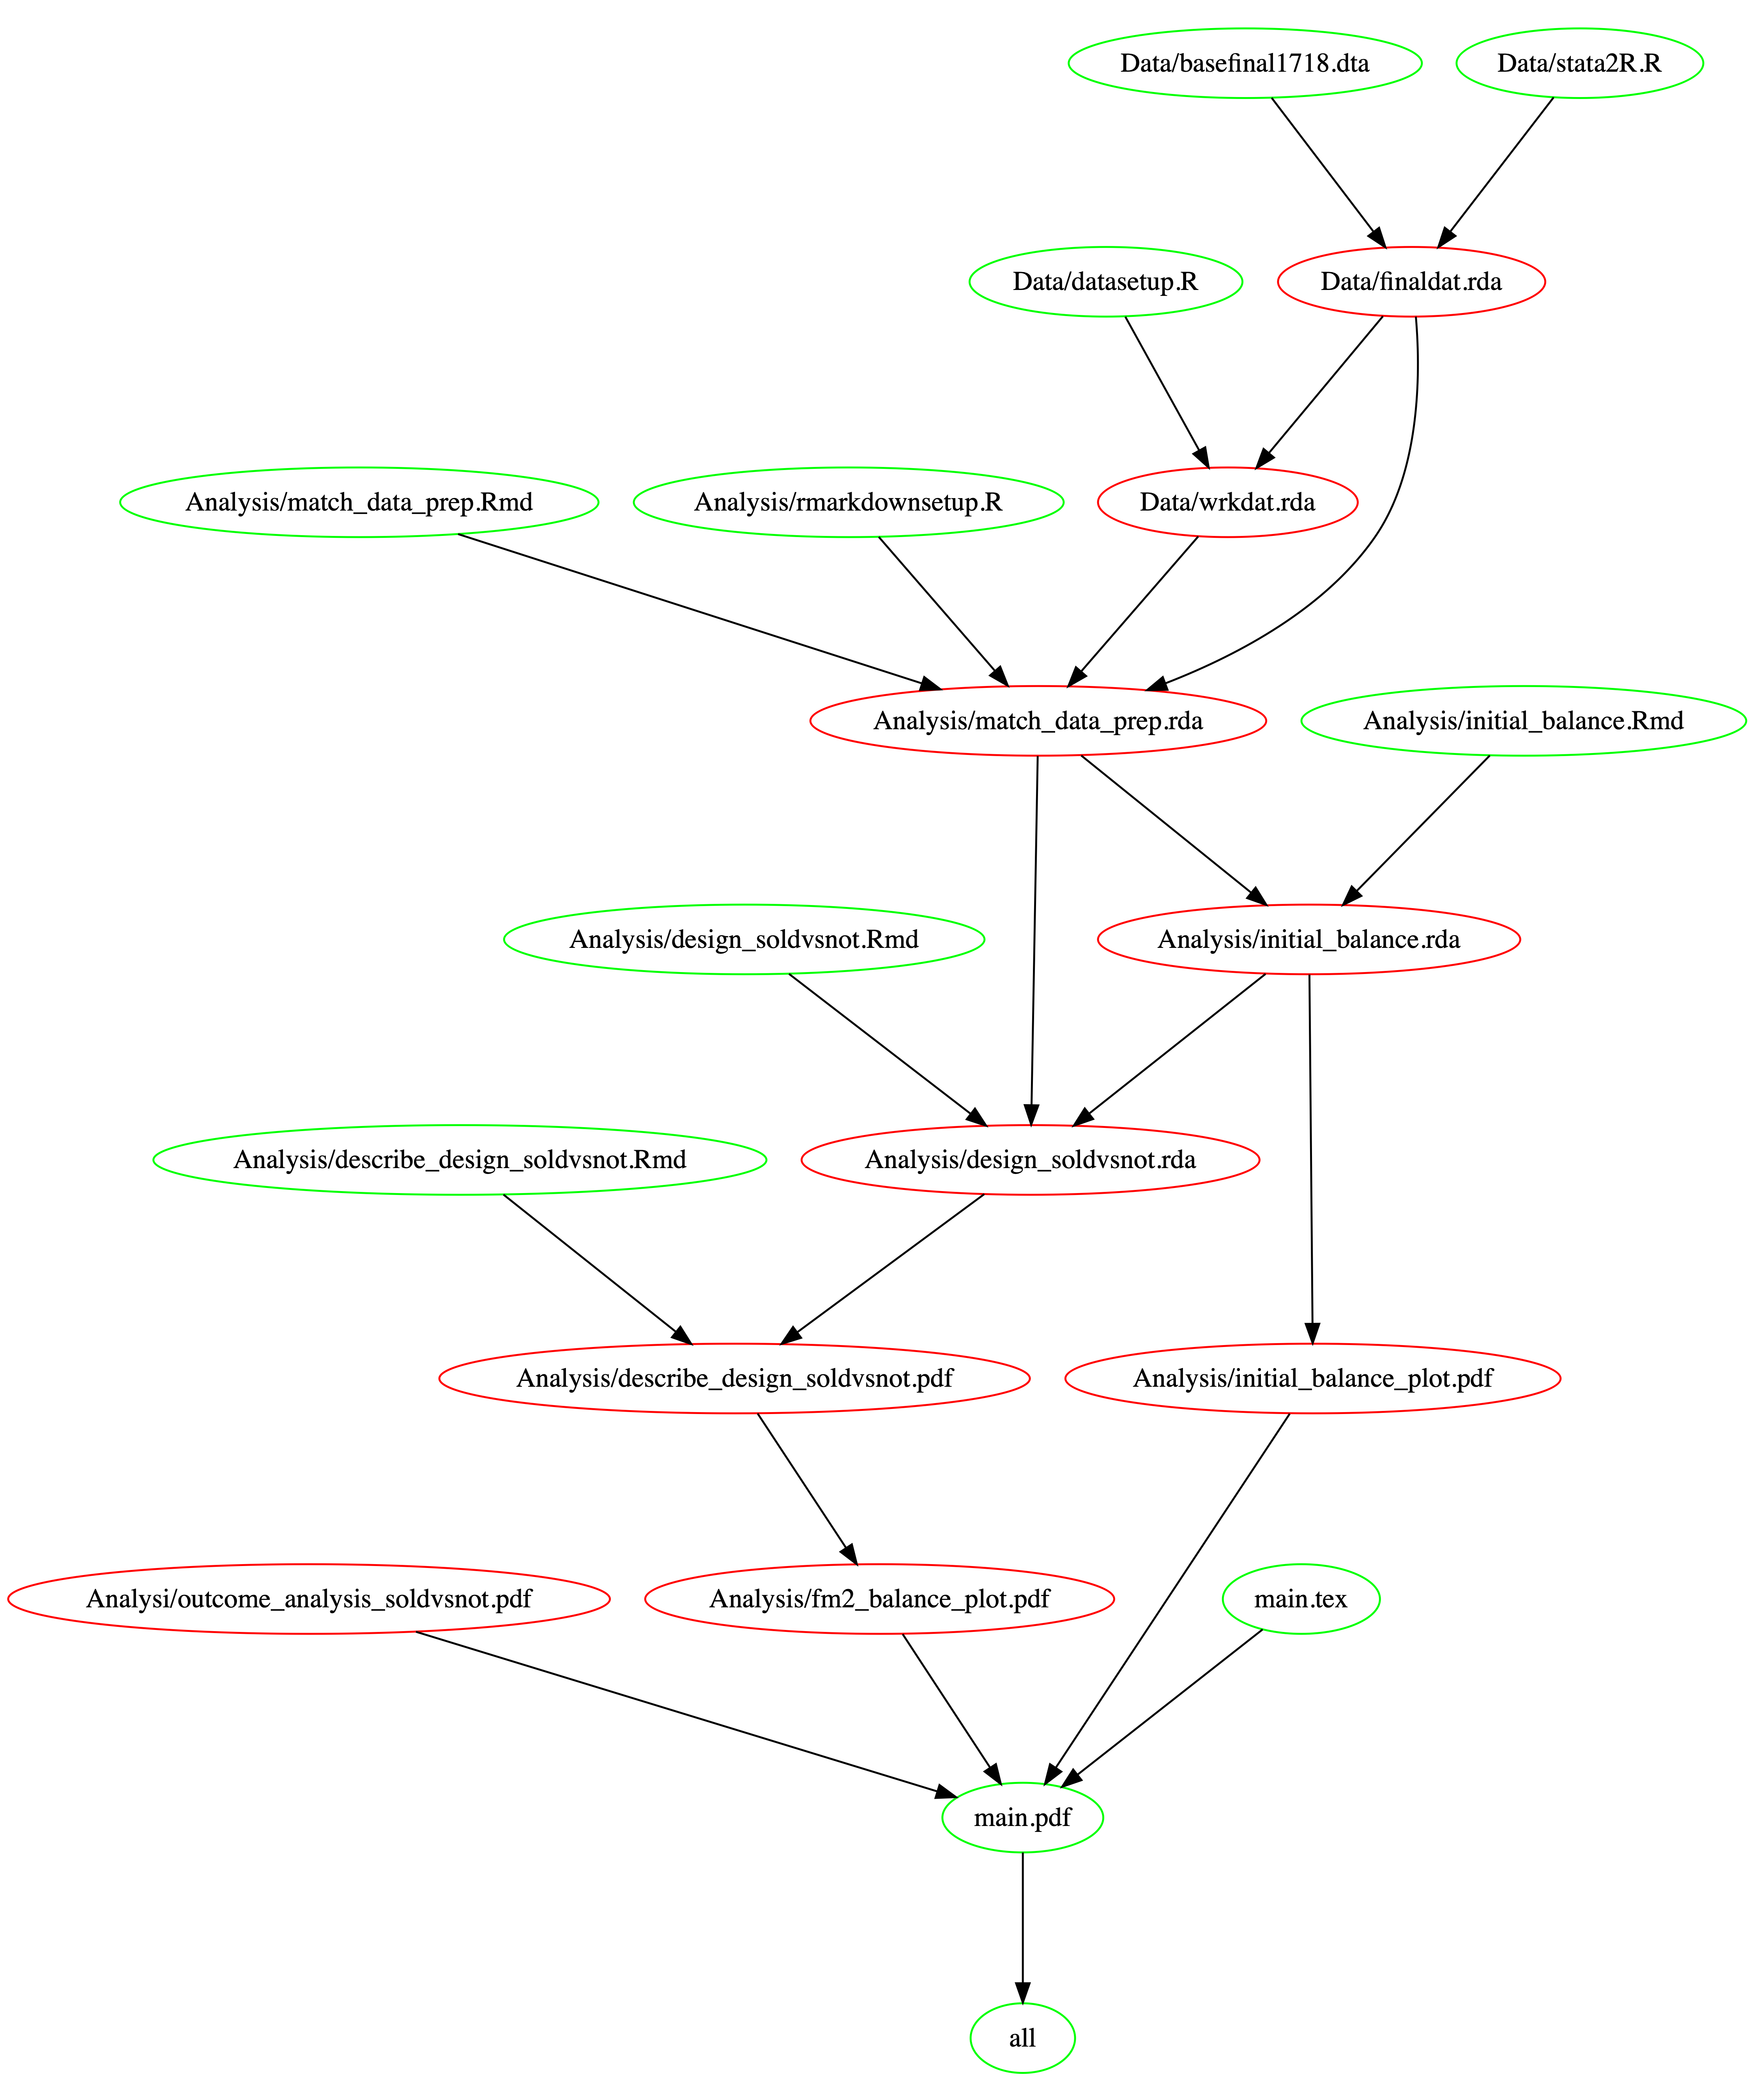 Data/basefinal1718.dta
Data/stata2R.R
Data/datasetup.R
Data/finaldat.rda
Analysis/match_data_prep.Rmd
Analysis/rmarkdownsetup.R
Data/wrkdat.rda
Analysis/match_data_prep.rda
Analysis/initial_balance.Rmd
Analysis/design_soldvsnot.Rmd
Analysis/initial_balance.rda
Analysis/describe_design_soldvsnot.Rmd
Analysis/design_soldvsnot.rda
Analysis/describe_design_soldvsnot.pdf
Analysis/initial_balance_plot.pdf
Analysi/outcome_analysis_soldvsnot.pdf
Analysis/fm2_balance_plot.pdf
main.tex
main.pdf
all